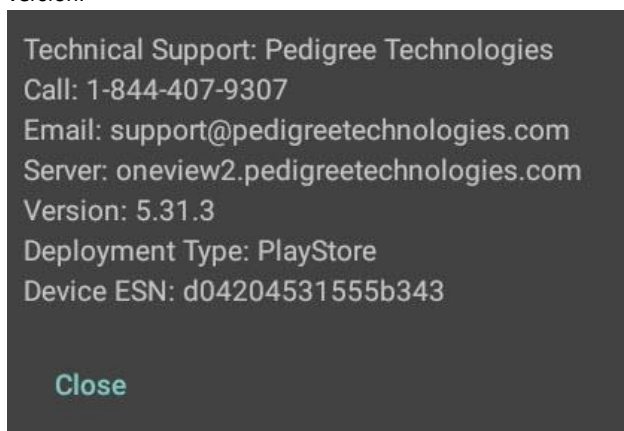 Technical Support: Pedigree Technologies
Call: 1-844-407-9307
Email: support@pedigreetechnologies.com
Server: oneview2.pedigreetechnologies.com
Version: 5.31.3
Deployment Type: PlayStore
Device ESN: d04204531555b343
Close